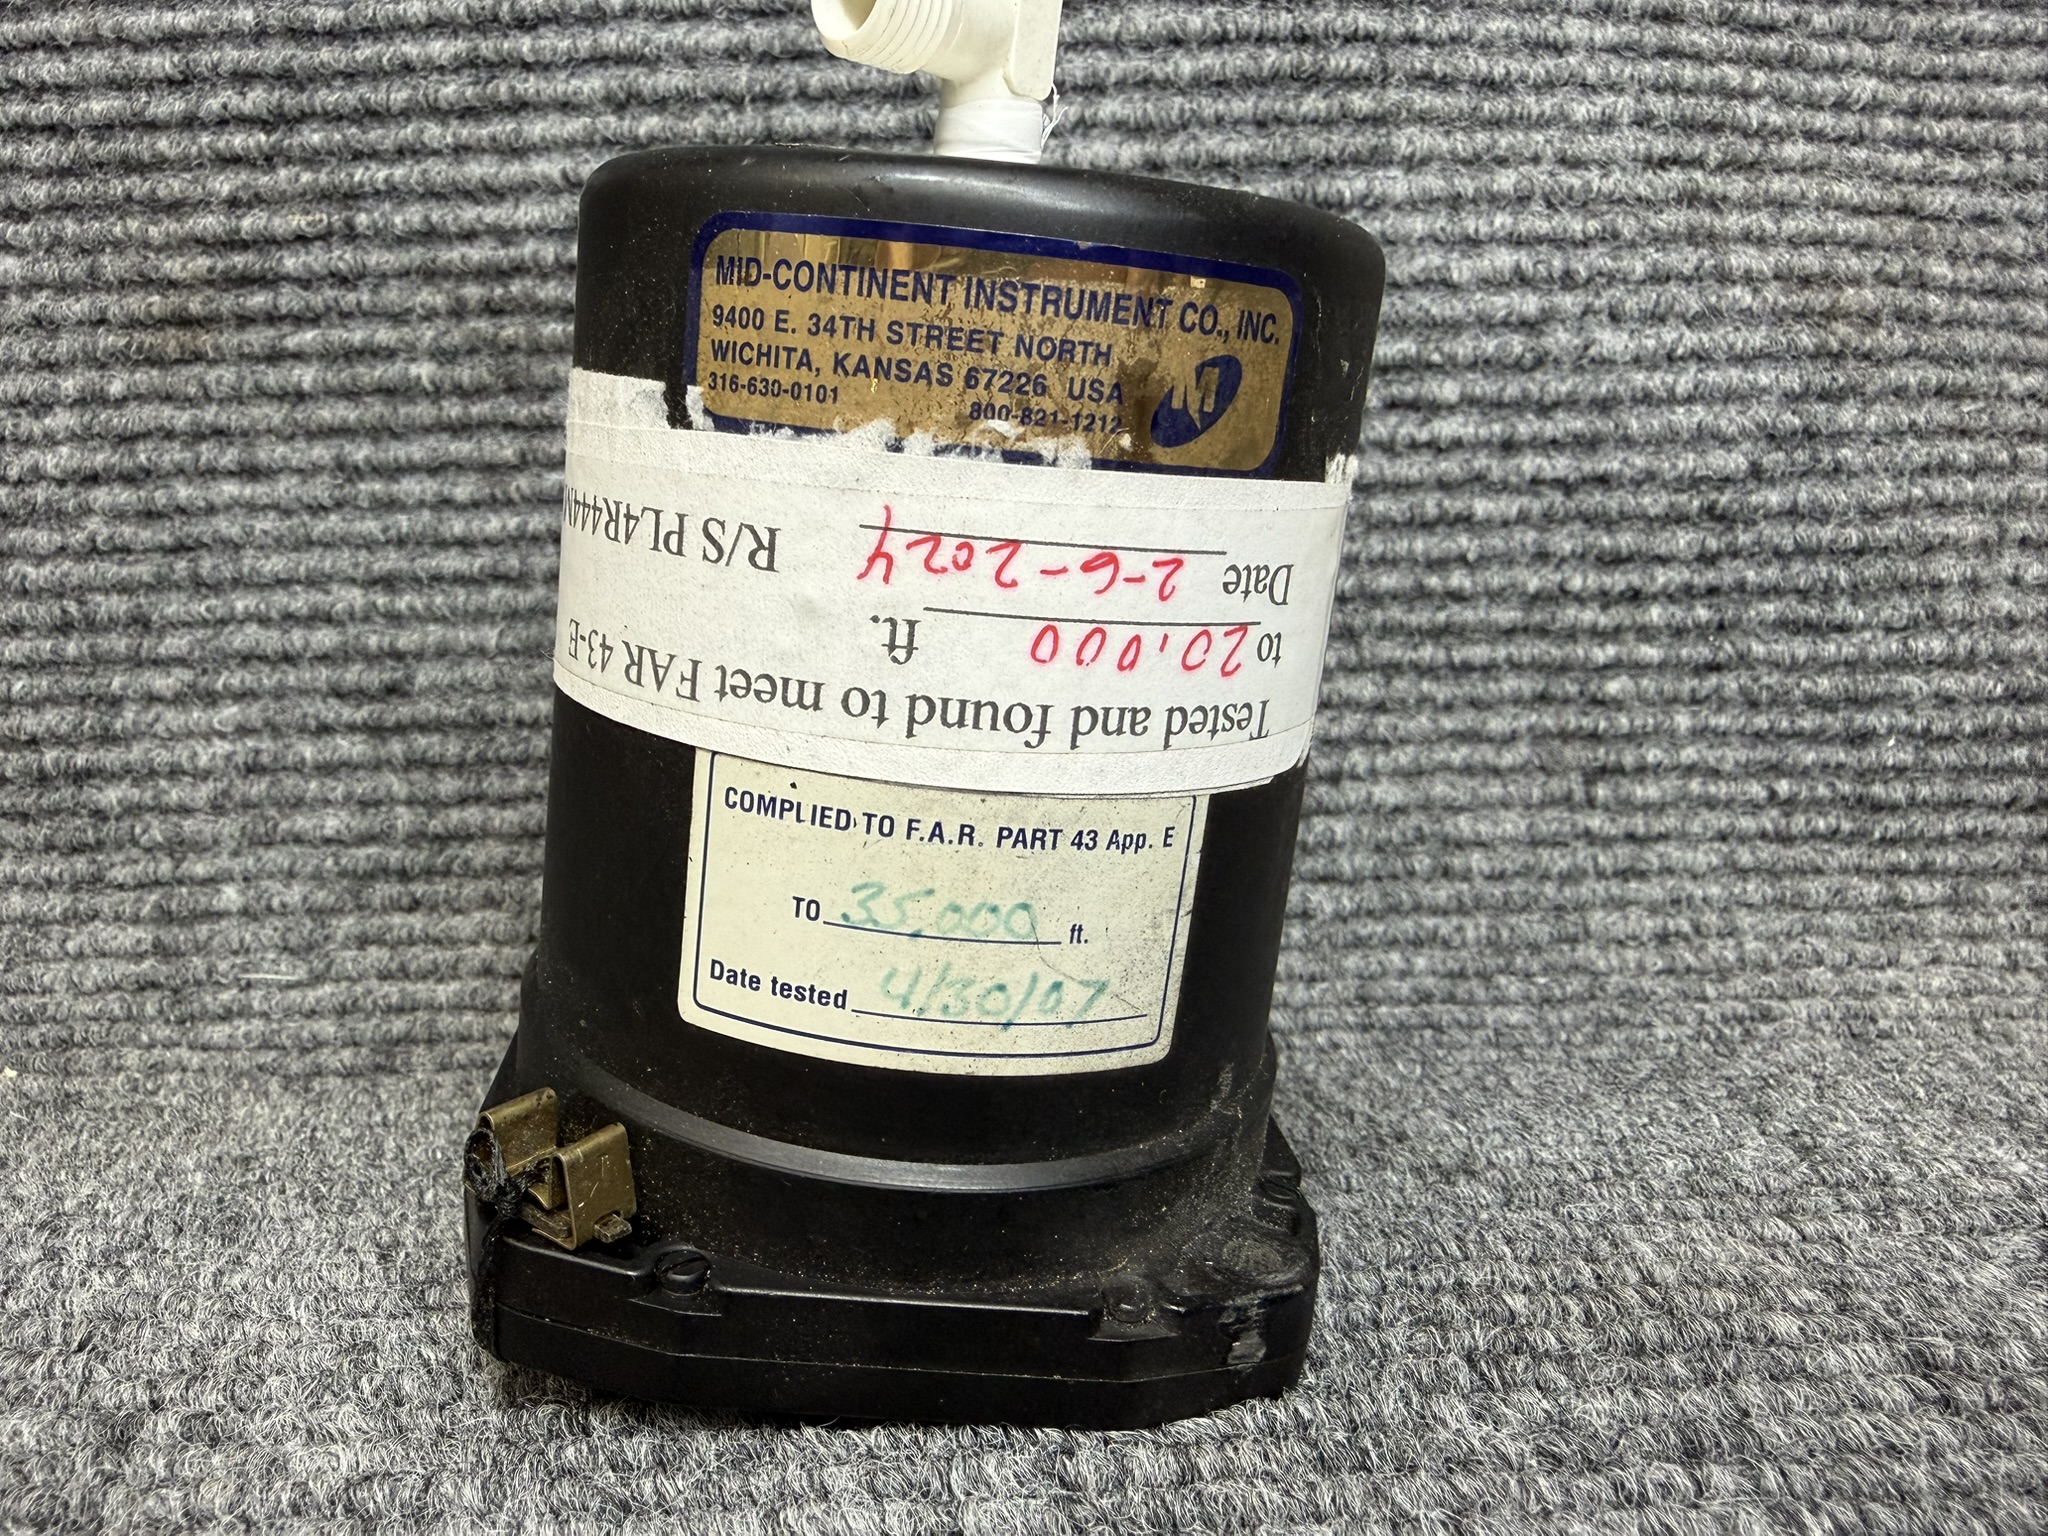 MID-CONTINENT INSTRUMENT CO., INC.
9400 E. 34TH STREET NORTH
WICHITA, KANSAS 67226 USA
316-630-0101 800-821-1212
Tested and found to meet FAR 43-E
to 20,000 ft.
Date 2-6-2024 R/S PL4R444M
COMPLIED TO F.A.R. PART 43 App. E
TO 35,000 ft.
Date tested 4/30/07